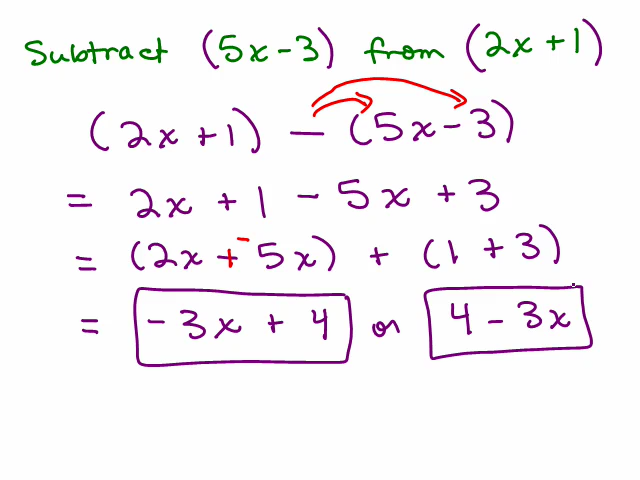 Subtract (5x-3) from (2x+1)
(2x+1) - (5x-3)
= 2x + 1 - 5x + 3
= (2x + -5x) + (1 + 3)
= -3x + 4 or 4 - 3x